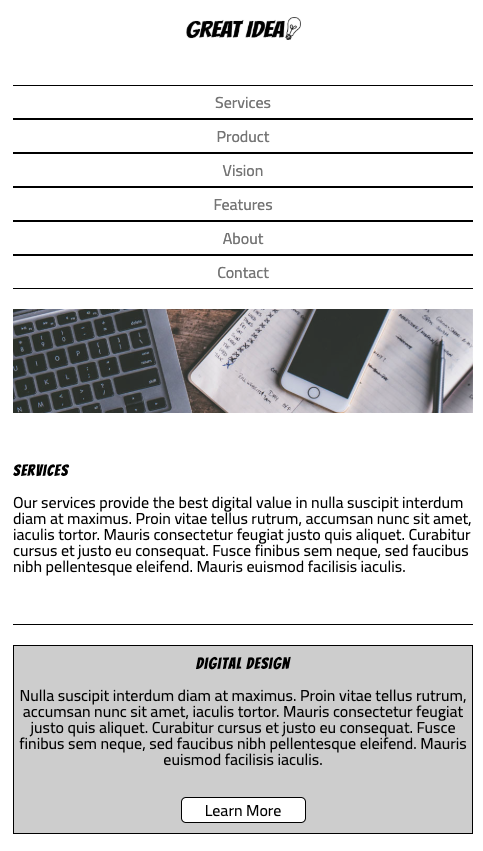 GREAT IDEA
Services
Product
Vision
Features
About
Contact
SERVICES
Our services provide the best digital value in nulla suscipit interdum
diam at maximus. Proin vitae tellus rutrum, accumsan nunc sit amet,
iaculis tortor. Mauris consectetur feugiat justo quis aliquet. Curabitur
cursus et justo eu consequat. Fusce finibus sem neque, sed faucibus
nibh pellentesque eleifend. Mauris euismod facilisis iaculis.
DIGITAL DESIGN
Nulla suscipit interdum diam at maximus. Proin vitae tellus rutrum,
accumsan nunc sit amet, iaculis tortor. Mauris consectetur feugiat
justo quis aliquet. Curabitur cursus et justo eu consequat. Fusce
finibus sem neque, sed faucibus nibh pellentesque eleifend. Mauris
euismod facilisis iaculis.
Learn More